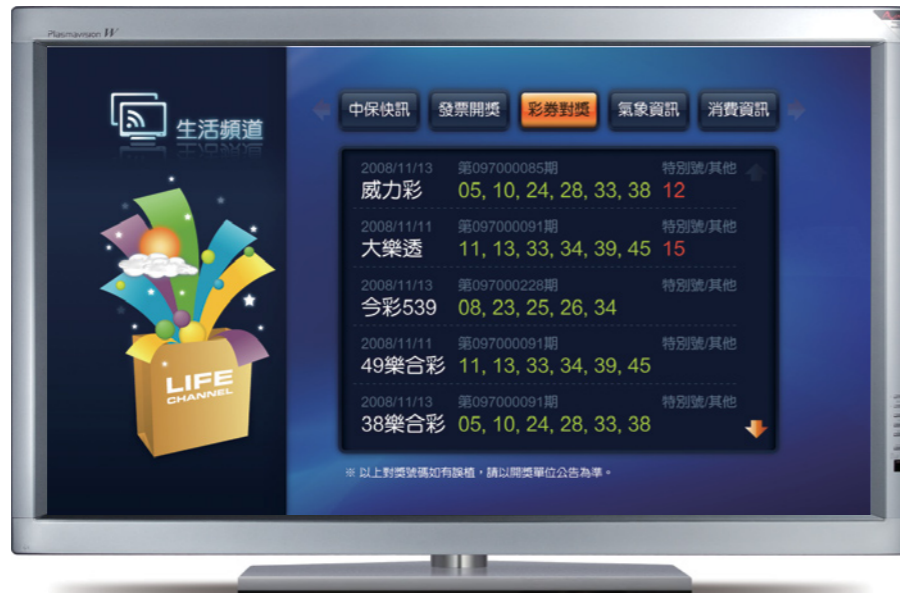 Plasmavision W
生活頻道
中保快訊 發票開獎 彩券對獎 氣象資訊 消費資訊
2008/11/13 第097000085期 特別號/其他
威力彩 05, 10, 24, 28, 33, 38 12
2008/11/11 第097000091期 特別號/其他
大樂透 11, 13, 33, 34, 39, 45 15
2008/11/13 第097000228期 特別號/其他
今彩539 08, 23, 25, 26, 34
2008/11/11 第097000091期 特別號/其他
49樂合彩 11, 13, 33, 34, 39, 45
2008/11/13 第097000091期 特別號/其他
38樂合彩 05, 10, 24, 28, 33, 38
LIFE
CHANNEL
※ 以上對獎號碼如有誤植，請以開獎單位公告為準。